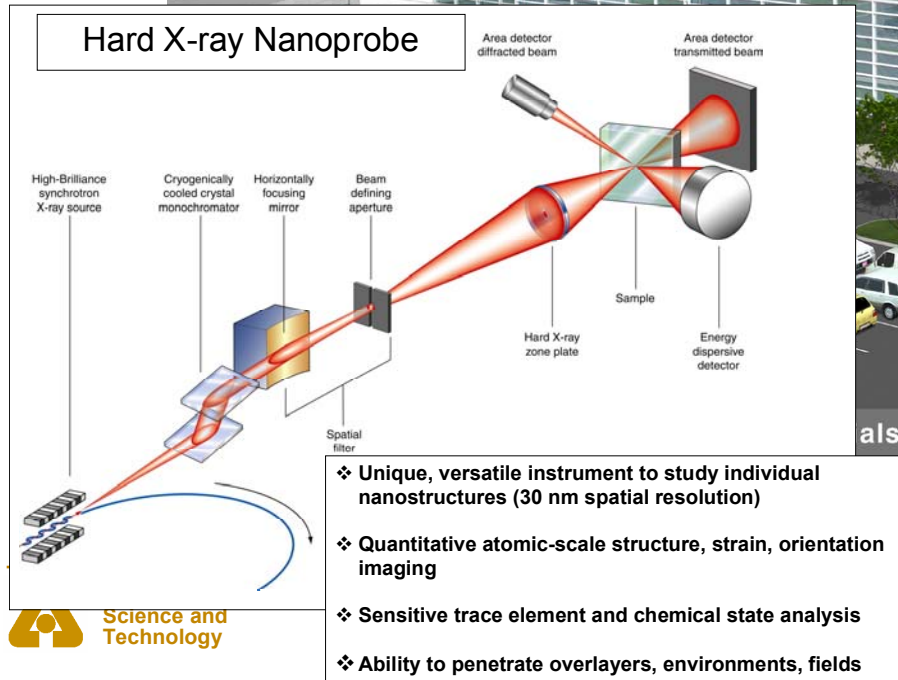 Hard X-ray Nanoprobe
Area detector
diffracted beam
Area detector
transmitted beam
High-Brilliance
synchrotron
X-ray source
Cryogenically
cooled crystal
monochromator
Horizontally
focusing
mirror
Beam
defining
aperture
Sample
Hard X-ray
zone plate
Energy
dispersive
detector
Spatial
filter
als
❖ Unique, versatile instrument to study individual
nanostructures (30 nm spatial resolution)
❖ Quantitative atomic-scale structure, strain, orientation
imaging
❖ Sensitive trace element and chemical state analysis
❖ Ability to penetrate overlayers, environments, fields
Science and
Technology